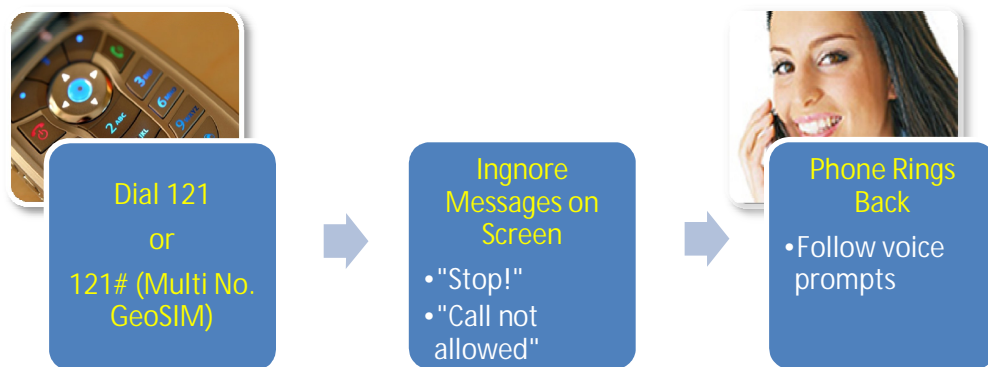 Dial 121
or
121# (Multi No.
GeoSIM)
Ingnore
Messages on
Screen
•"Stop!"
•"Call not
allowed"
Phone Rings
Back
•Follow voice
prompts